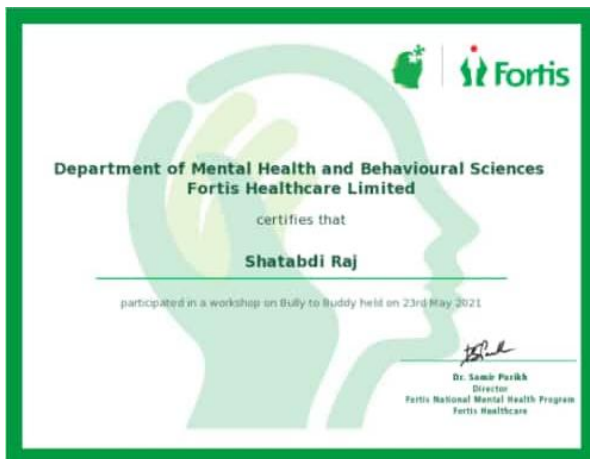 Fortis
Department of Mental Health and Behavioural Sciences
Fortis Healthcare Limited
certifies that
Shatabdi Raj
participated in a workshop on Bully to Buddy held on 23rd May 2021
Dr. Samir Parikh
Director
Fortis National Mental Health Program
Fortis Healthcare